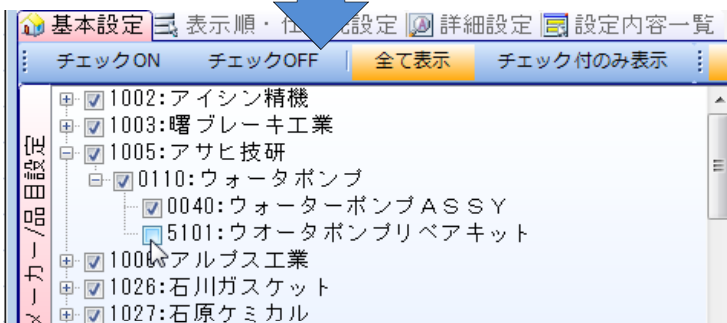 基本設定 表示順・仕 設定 詳細設定 設定内容一覧
チェックON チェックOFF 全て表示 チェック付のみ表示
メーカー/品目設定
1002:アイシン精機
1003:曙ブレーキ工業
1005:アサヒ技研
0110:ウォータポンプ
0040:ウォーターポンプASSY
5101:ウオータポンプリペアキット
1006:アルプス工業
1026:石川ガスケット
1027:石原ケミカル